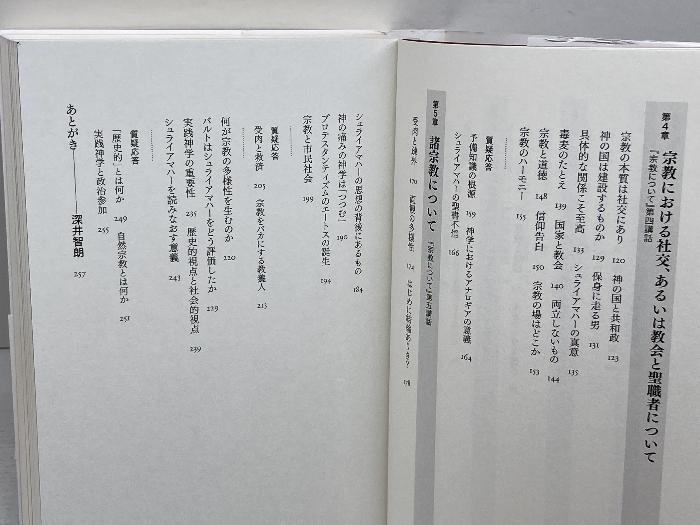 第4章 宗教における社交、あるいは教会と聖職者について
『宗教について』第四講話
宗教の本質は社交にあり 120 神の国と共和政 123
神の国は建設するものか 129 保身に走る男 131
具体的な関係こそ至高 133 シュライアマハーの真意 135
毒麦のたとえ 139 国家と教会 140 両立しないもの 144
宗教と道徳 148 信仰告白 150 宗教の場はどこか 153
宗教のハーモニー 155
質疑応答
予備知識の根源 159 神学におけるアナロギアの意義 164
シュライアマハーの聖書不信 166
第5章 諸宗教について 『宗教について』第五講話
受肉と疎外 170
シュライアマハーの思想の背後にあるもの 184
神の痛みの神学は「つつむ」 190
プロテスタンティズムのエートスの誕生 194
宗教と市民社会 199
質疑応答
受肉と救済 203 宗教をバカにする教養人 213
何が宗教の多様性を生むのか 220
バルトはシュライアマハーをどう評価したか 229
実践神学の重要性 235 歴史的視点と社会的視点 239
シュライアマハーを読みなおす意義 243
質疑応答
「歴史的」とは何か 249 自然宗教とは何か 251
実践神学と政治参加 255
あとがき――深井智朗 257